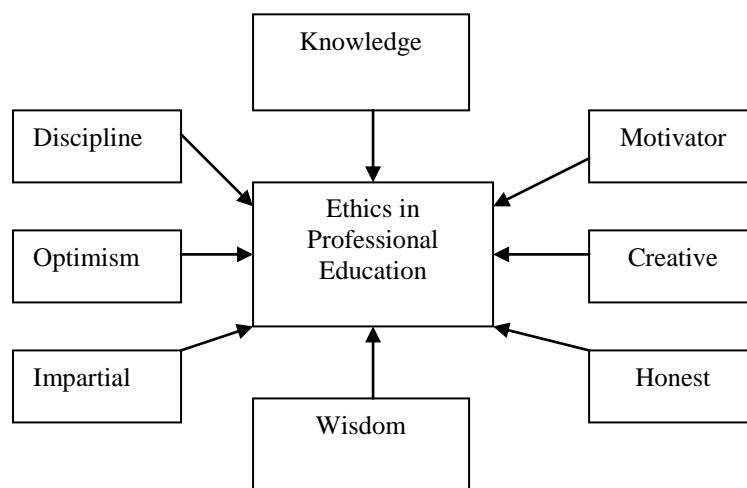 Knowledge
Discipline
Motivator
Ethics in
Professional
Education
Optimism
Creative
Impartial
Honest
Wisdom